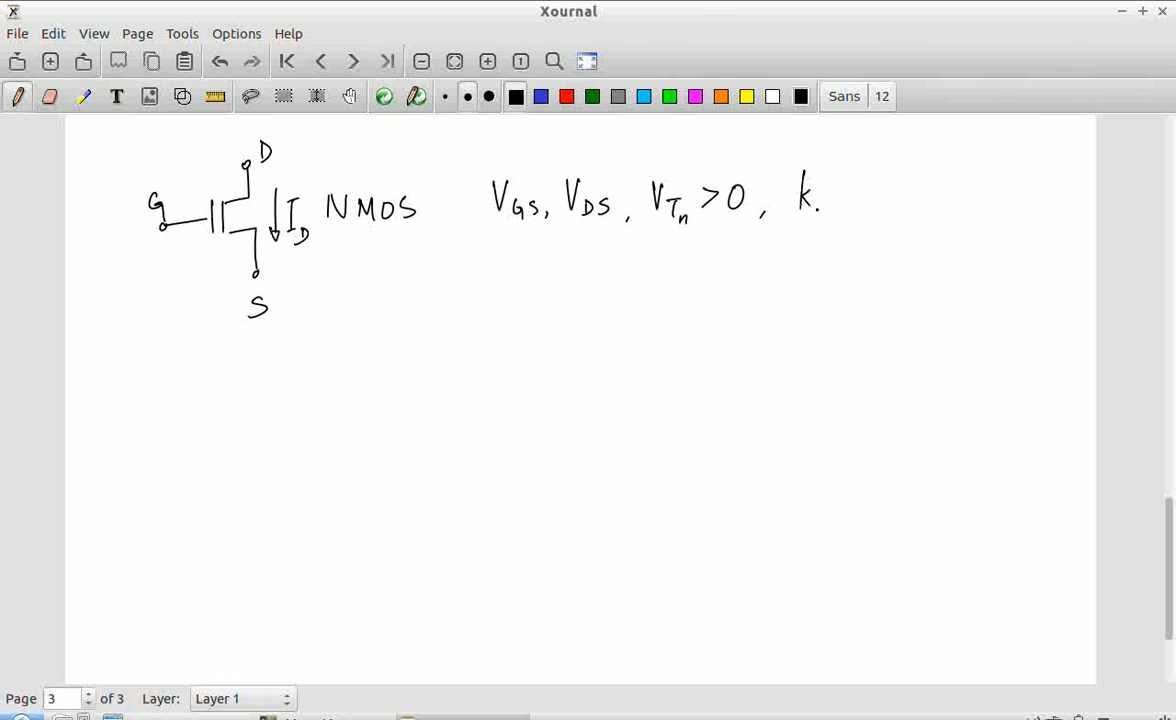 Xournal
File Edit View Page Tools Options Help
Sans 12
D
G
I_D NMOS V_GS, V_DS, V_Tn > 0, k.
S
Page 3 of 3 Layer: Layer 1